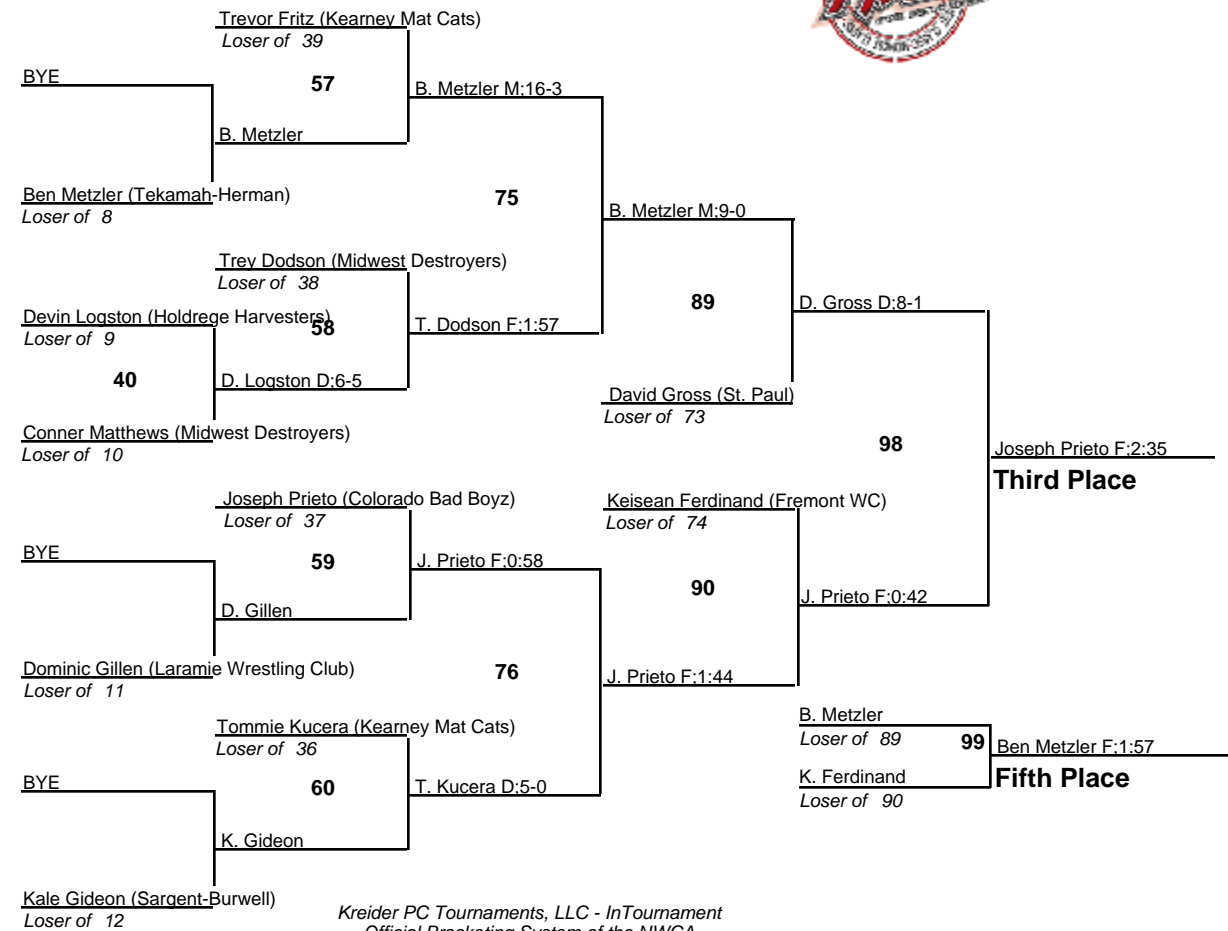 Trevor Fritz (Kearney Mat Cats)
Loser of 39
BYE
57
B. Metzler M;16-3
B. Metzler
Ben Metzler (Tekamah-Herman)
Loser of 8
75
B. Metzler M;9-0
Trey Dodson (Midwest Destroyers)
Loser of 38
Devin Logston (Holdrege Harvesters)
Loser of 9
58
T. Dodson F;1:57
89
D. Gross D;8-1
40
D. Logston D;6-5
David Gross (St. Paul)
Loser of 73
Conner Matthews (Midwest Destroyers)
Loser of 10
98
Joseph Prieto F;2:35
Third Place
Joseph Prieto (Colorado Bad Boyz)
Loser of 37
Keisean Ferdinand (Fremont WC)
Loser of 74
BYE
59
J. Prieto F;0:58
90
J. Prieto F;0:42
D. Gillen
Dominic Gillen (Laramie Wrestling Club)
Loser of 11
76
J. Prieto F;1:44
Tommie Kucera (Kearney Mat Cats)
Loser of 36
B. Metzler
Loser of 89
99
Ben Metzler F;1:57
Fifth Place
K. Ferdinand
Loser of 90
BYE
60
T. Kucera D;5-0
K. Gideon
Kale Gideon (Sargent-Burwell)
Loser of 12
Kreider PC Tournaments, LLC - InTournament
Official Bracketing System of the NWCA